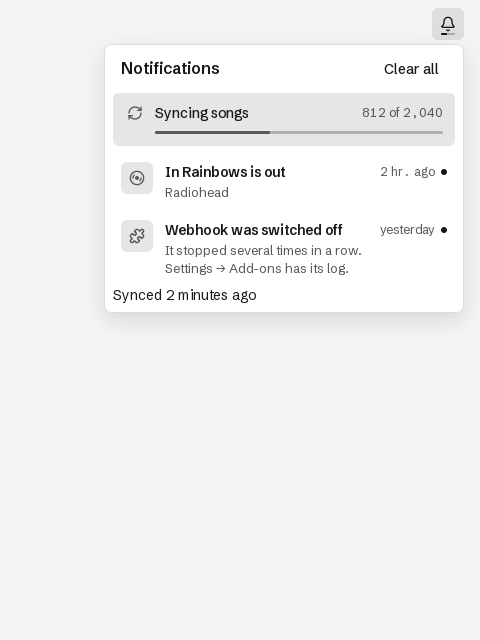 Notifications
Clear all
Syncing songs
812 of 2,040
In Rainbows is out
2 hr. ago
Radiohead
Webhook was switched off
yesterday
It stopped several times in a row.
Settings → Add-ons has its log.
Synced 2 minutes ago